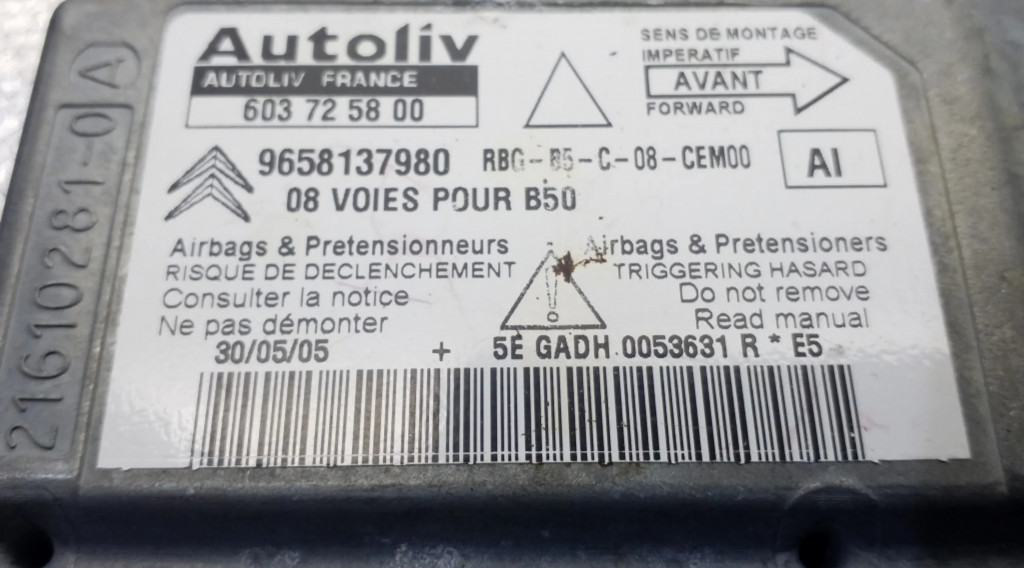 Autoliv
AUTOLIV FRANCE
603 72 58 00
SENS DE MONTAGE
IMPERATIF
AVANT
FORWARD
9658137980 RBG-B5-C-08-CEM00
08 VOIES POUR B50
AI
Airbags & Pretensionneurs
RISQUE DE DECLENCHEMENT
Consulter la notice
Ne pas démonter
Airbags & Pretensioners
TRIGGERING HASARD
Do not remove
Read manual
30/05/05 + 5E GADH 0053631 R * E5
21610281-0 A